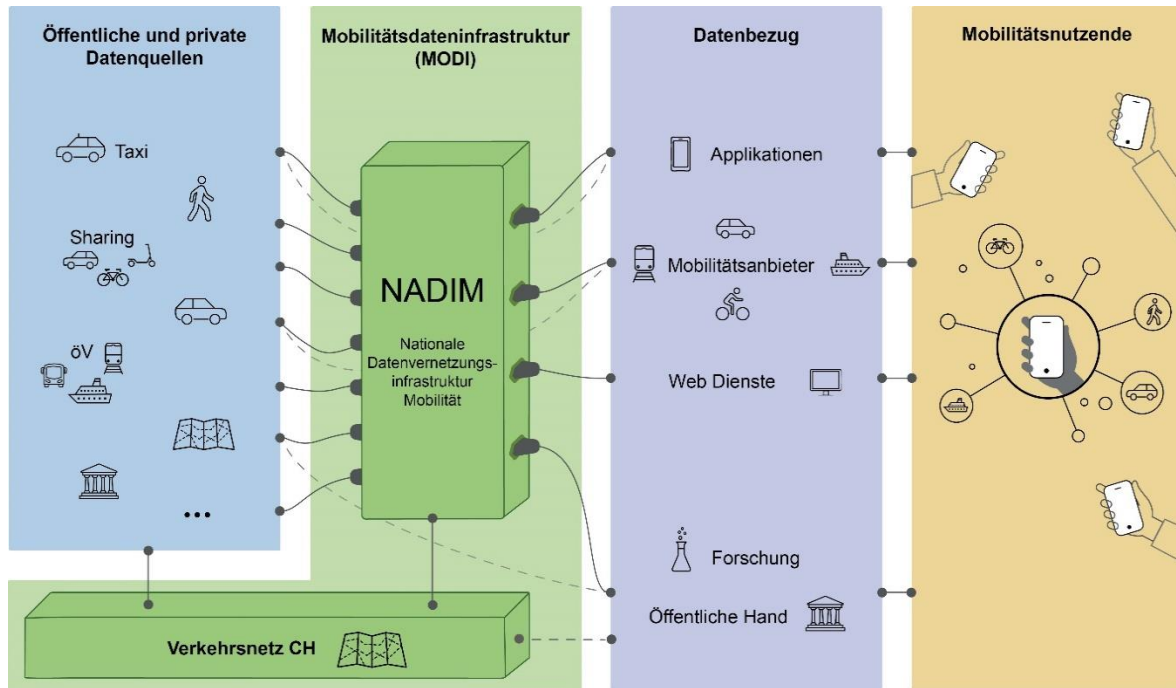 Öffentliche und private
Datenquellen
Taxi
Sharing
öV
...
Mobilitätsdateninfrastruktur
(MODI)
NADIM
Nationale
Datenvernetzungs-
infrastruktur
Mobilität
Verkehrsnetz CH
Datenbezug
Applikationen
Mobilitätsanbieter
Web Dienste
Forschung
Öffentliche Hand
Mobilitätsnutzende